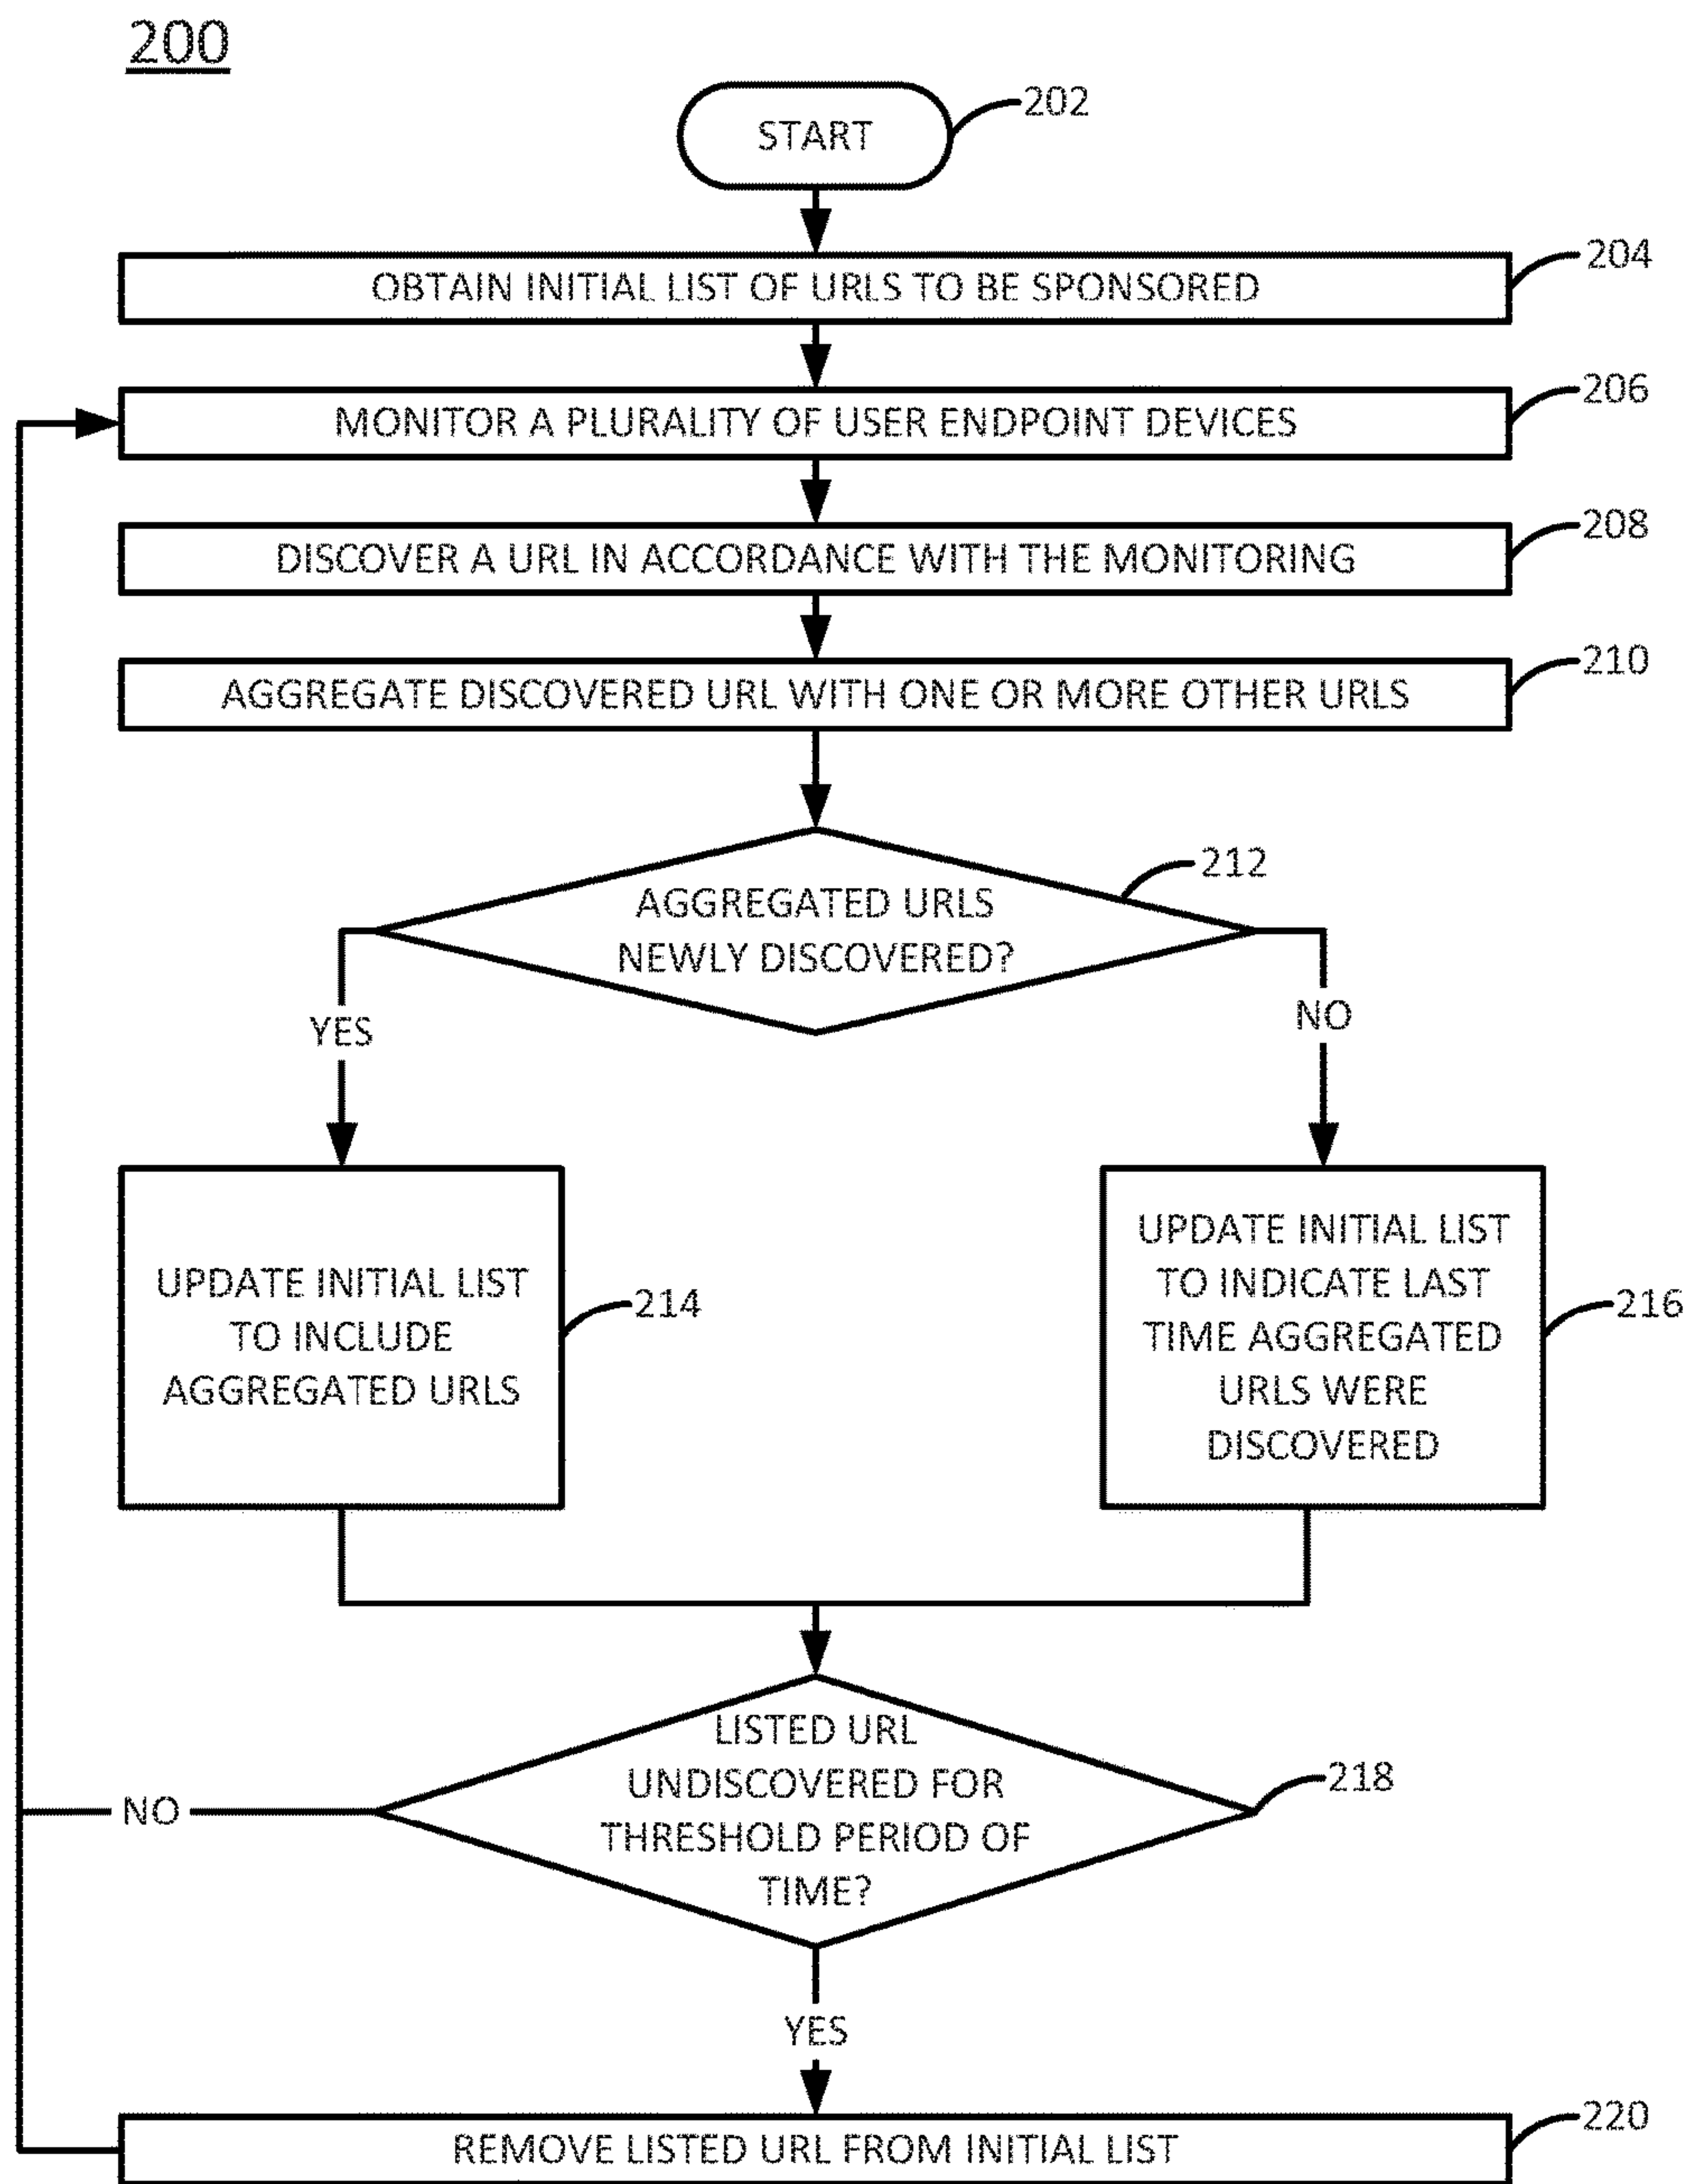 200
START
202
OBTAIN INITIAL LIST OF URLS TO BE SPONSORED
204
MONITOR A PLURALITY OF USER ENDPOINT DEVICES
206
DISCOVER A URL IN ACCORDANCE WITH THE MONITORING
208
AGGREGATE DISCOVERED URL WITH ONE OR MORE OTHER URLS
210
AGGREGATED URLS
NEWLY DISCOVERED?
212
YES
NO
UPDATE INITIAL LIST
TO INCLUDE
AGGREGATED URLS
214
UPDATE INITIAL LIST
TO INDICATE LAST
TIME AGGREGATED
URLS WERE
DISCOVERED
216
LISTED URL
UNDISCOVERED FOR
THRESHOLD PERIOD OF
TIME?
218
NO
YES
REMOVE LISTED URL FROM INITIAL LIST
220